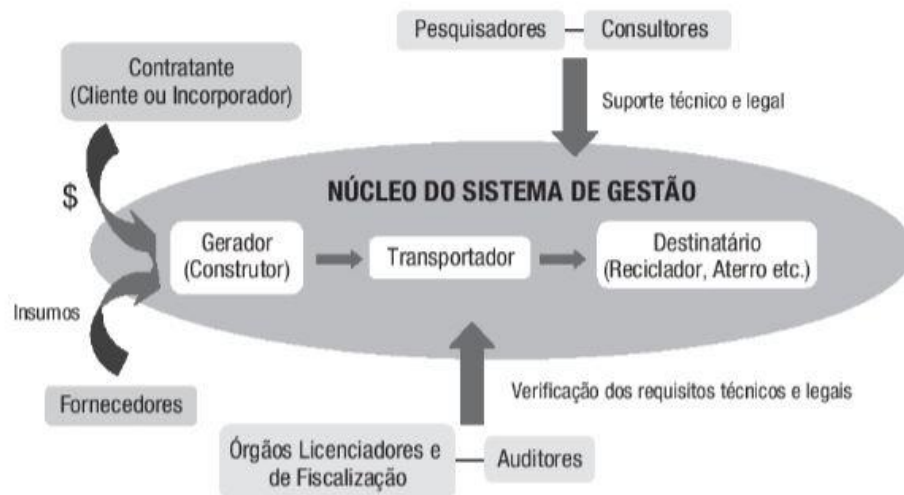 Pesquisadores
Consultores
Contratante
(Cliente ou Incorporador)
Suporte técnico e legal
$
NÚCLEO DO SISTEMA DE GESTÃO
Gerador
(Construtor)
Transportador
Destinatário
(Reciclador, Aterro etc.)
Insumos
Fornecedores
Verificação dos requisitos técnicos e legais
Órgãos Licenciadores e
de Fiscalização
Auditores